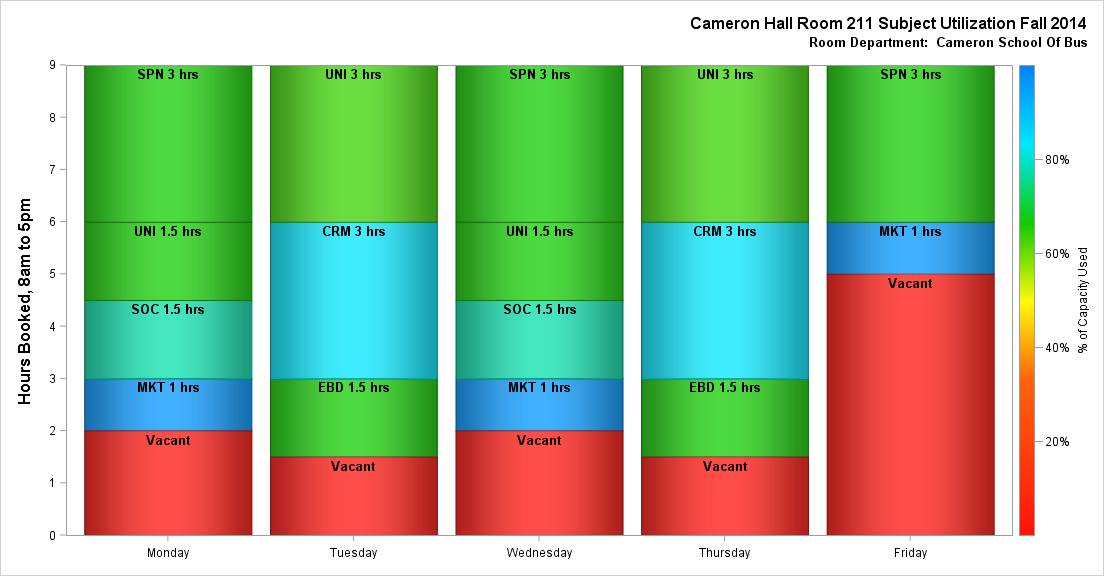 Cameron Hall Room 211 Subject Utilization Fall 2014
Room Department:  Cameron School Of Bus
Hours Booked, 8am to 5pm
9
8
7
6
5
4
3
2
1
0
SPN 3 hrs
UNI 1.5 hrs
SOC 1.5 hrs
MKT 1 hrs
Vacant
UNI 3 hrs
CRM 3 hrs
EBD 1.5 hrs
Vacant
SPN 3 hrs
UNI 1.5 hrs
SOC 1.5 hrs
MKT 1 hrs
Vacant
UNI 3 hrs
CRM 3 hrs
EBD 1.5 hrs
Vacant
SPN 3 hrs
MKT 1 hrs
Vacant
Monday
Tuesday
Wednesday
Thursday
Friday
80%
60%
40%
20%
% of Capacity Used